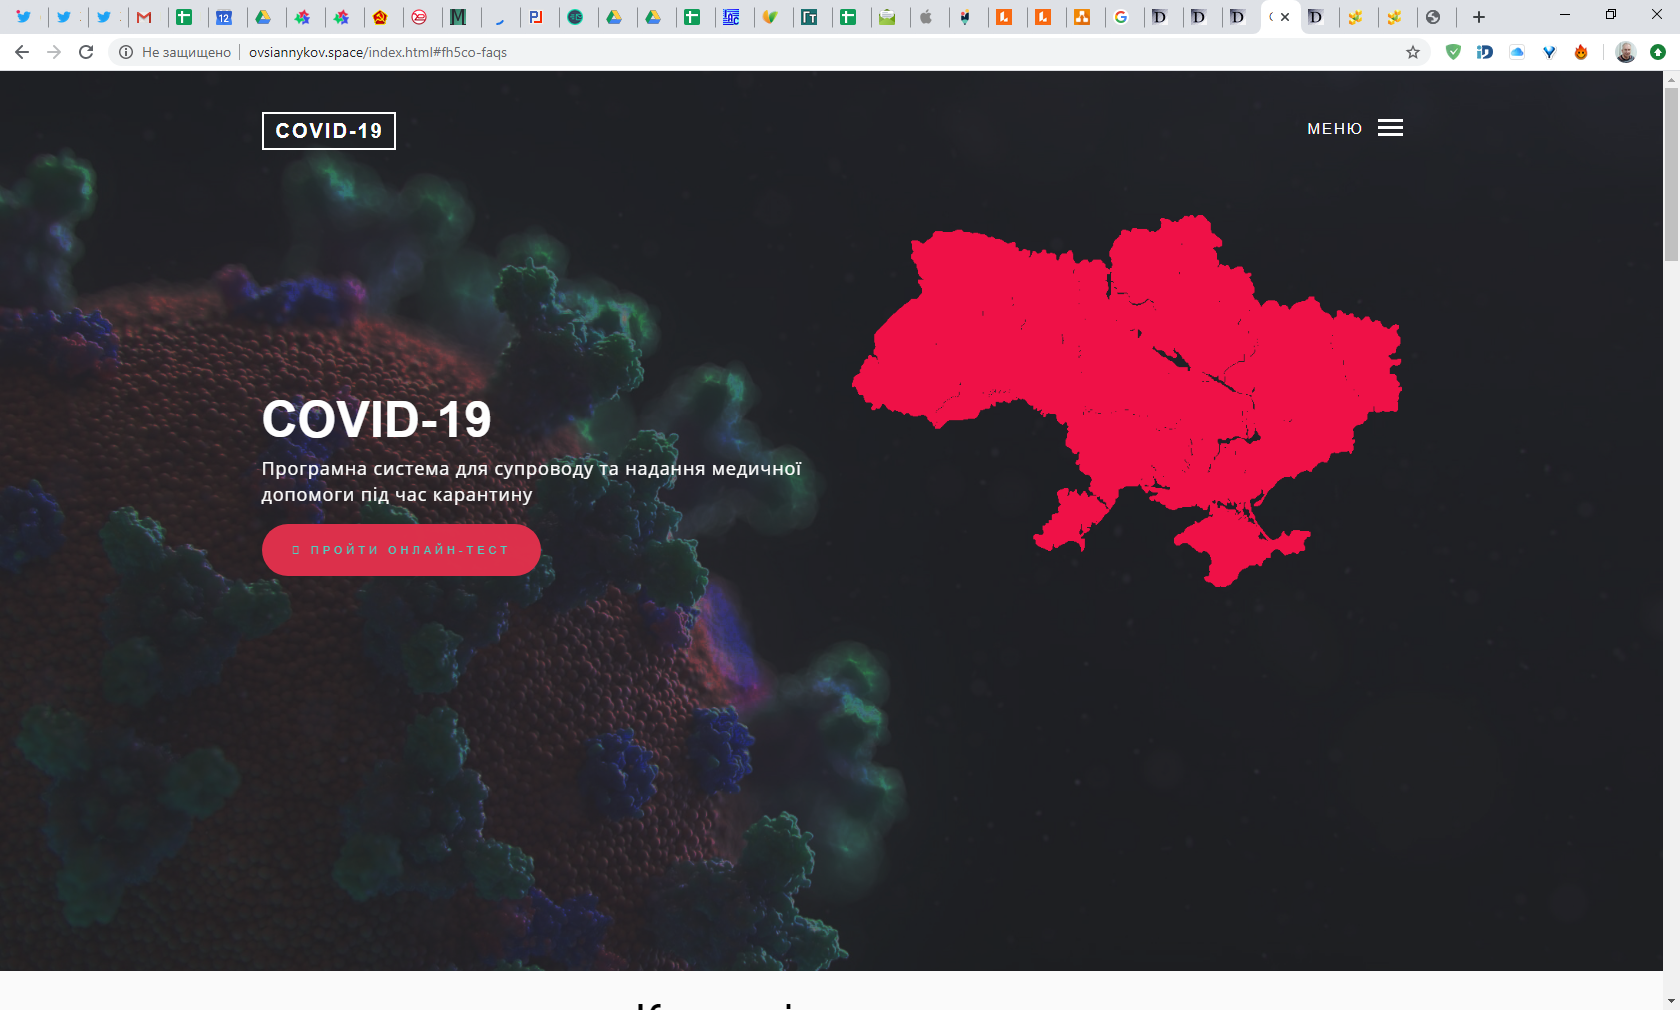 Не защищено
ovsiannykov.space/index.html#fh5co-faqs
COVID-19
МЕНЮ
COVID-19
Програмна система для супроводу та надання медичної
допомоги під час карантину
ПРОЙТИ ОНЛАЙН-ТЕСТ